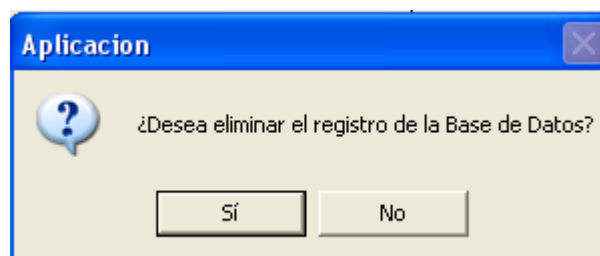 Aplicacion
¿Desea eliminar el registro de la Base de Datos?
Sí No